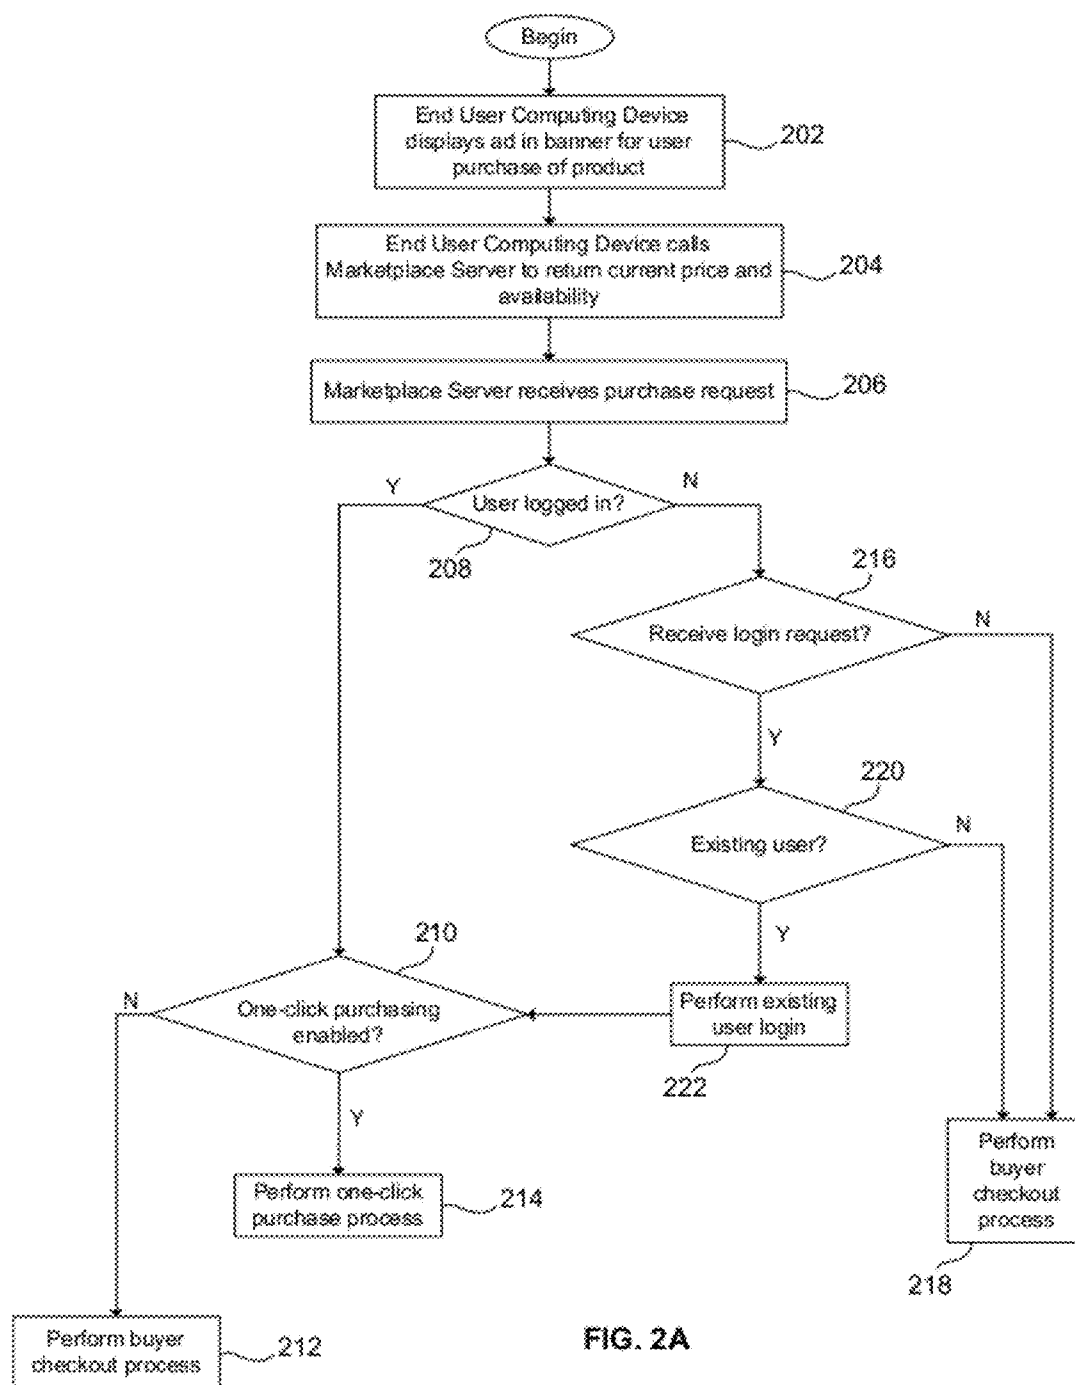 Begin
End User Computing Device
displays ad in banner for user
purchase of product
202
End User Computing Device calls
Marketplace Server to return current price and
availability
204
Marketplace Server receives purchase request
206
Y
User logged in?
N
208
216
Receive login request?
N
Y
220
Existing user?
N
Y
210
N
One-click purchasing
enabled?
Perform existing
user login
222
Y
Perform one-click
purchase process
214
Perform
buyer
checkout
process
218
Perform buyer
checkout process
212
FIG. 2A